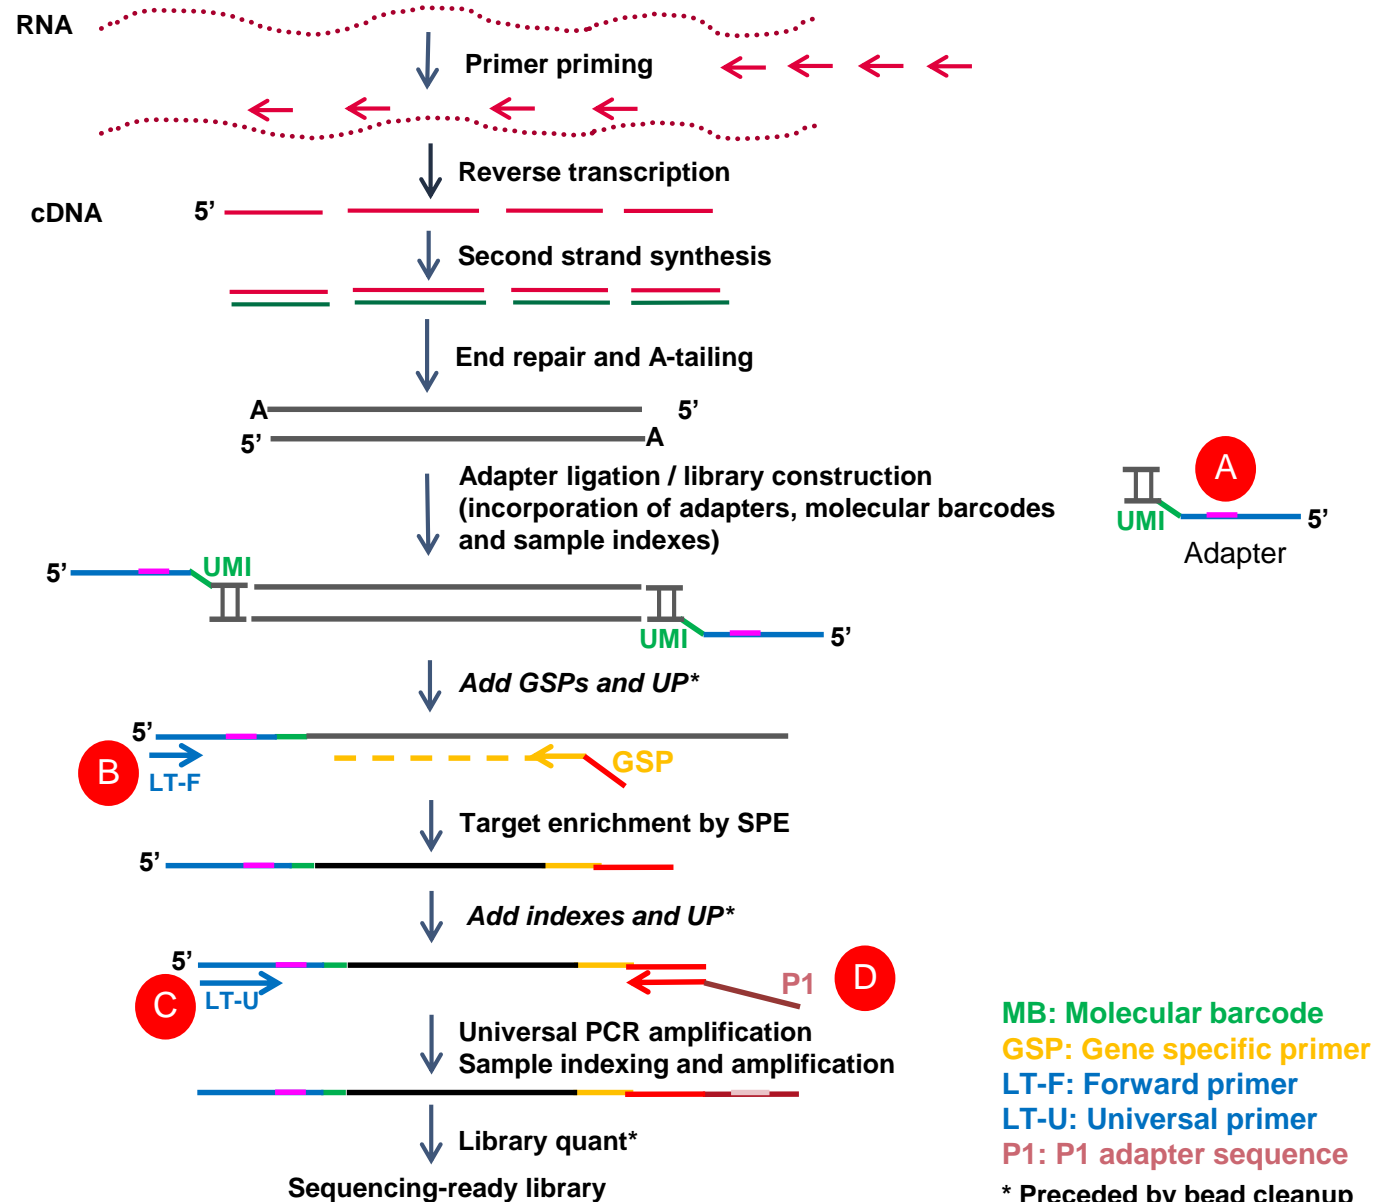 RNA
Primer priming
Reverse transcription
cDNA
5’
Second strand synthesis
End repair and A-tailing
A
5’
5’
A
Adapter ligation / library construction
(incorporation of adapters, molecular barcodes
and sample indexes)
A
UMI
5’
Adapter
5’
UMI
UMI
5’
Add GSPs and UP*
5’
B
LT-F
GSP
Target enrichment by SPE
5’
Add indexes and UP*
5’
C
LT-U
P1
D
Universal PCR amplification
Sample indexing and amplification
Library quant*
Sequencing-ready library
MB: Molecular barcode
GSP: Gene specific primer
LT-F: Forward primer
LT-U: Universal primer
P1: P1 adapter sequence
* Preceded by bead cleanup